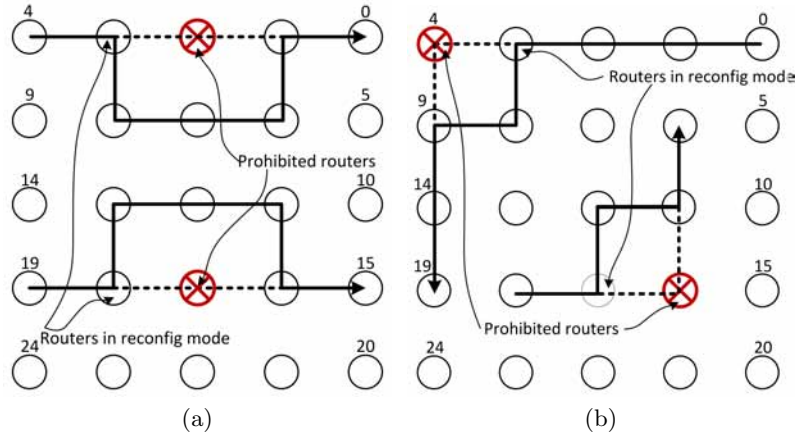 4 0
9 5
Prohibited routers
14 10
19 15
Routers in reconfig mode
24 20
(a)
4 0
Routers in reconfig mode
9 5
14 10
19 15
Prohibited routers
24 20
(b)